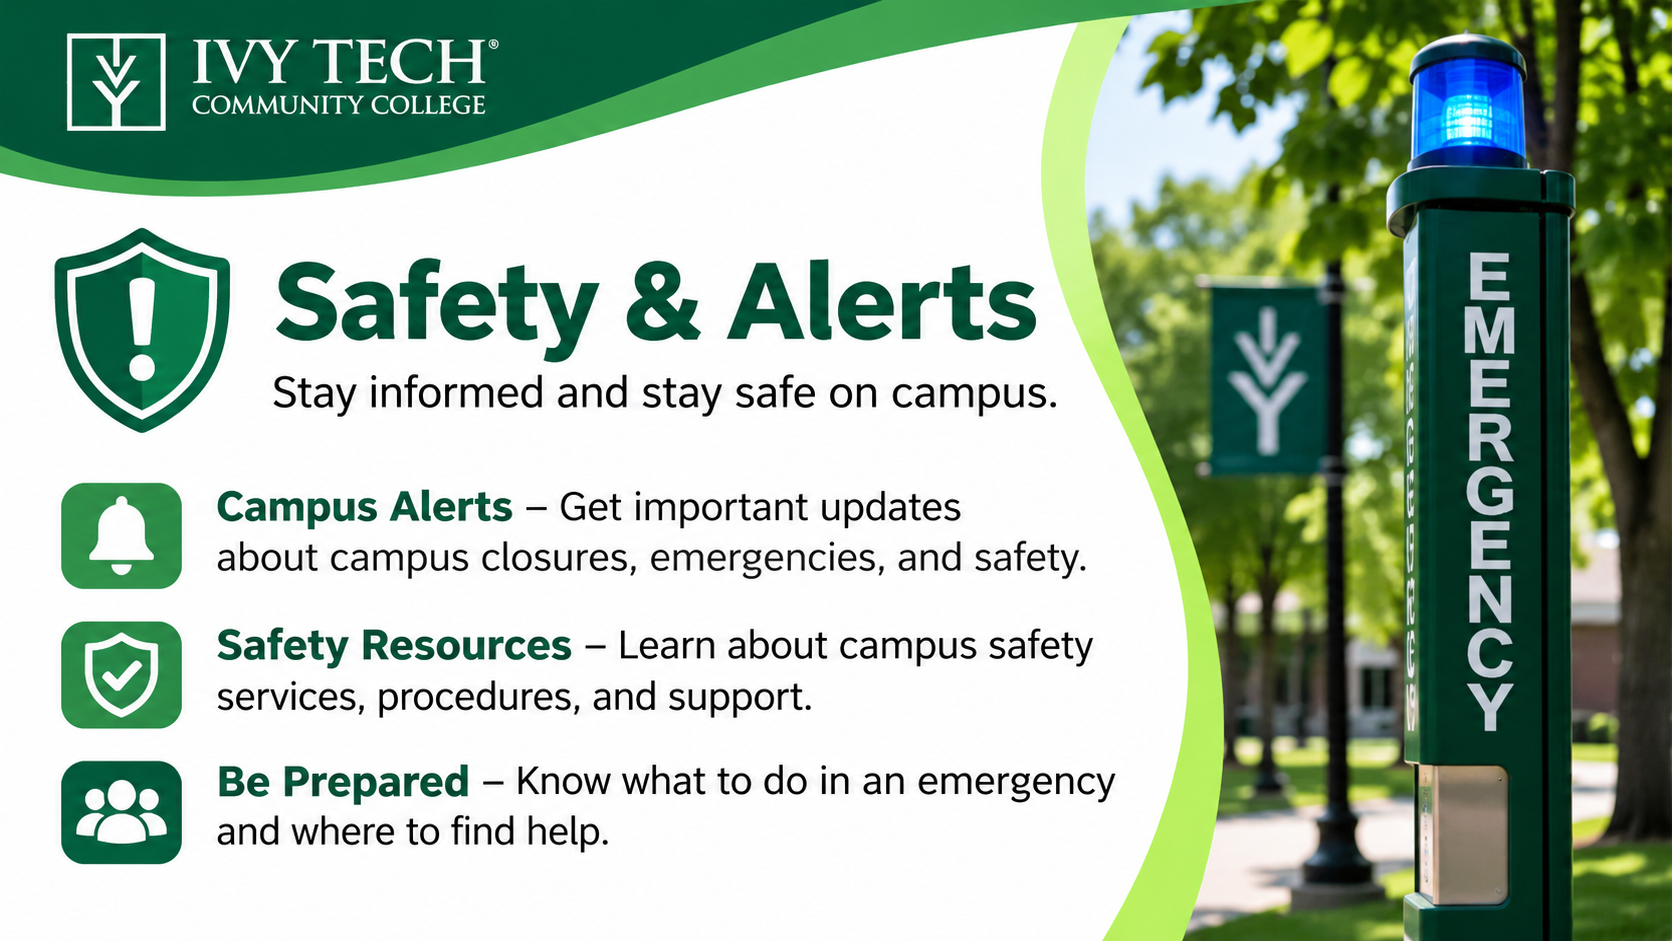 IVY TECH®
COMMUNITY COLLEGE
Safety & Alerts
Stay informed and stay safe on campus.
Campus Alerts – Get important updates
about campus closures, emergencies, and safety.
Safety Resources – Learn about campus safety
services, procedures, and support.
Be Prepared – Know what to do in an emergency
and where to find help.
EMERGENCY